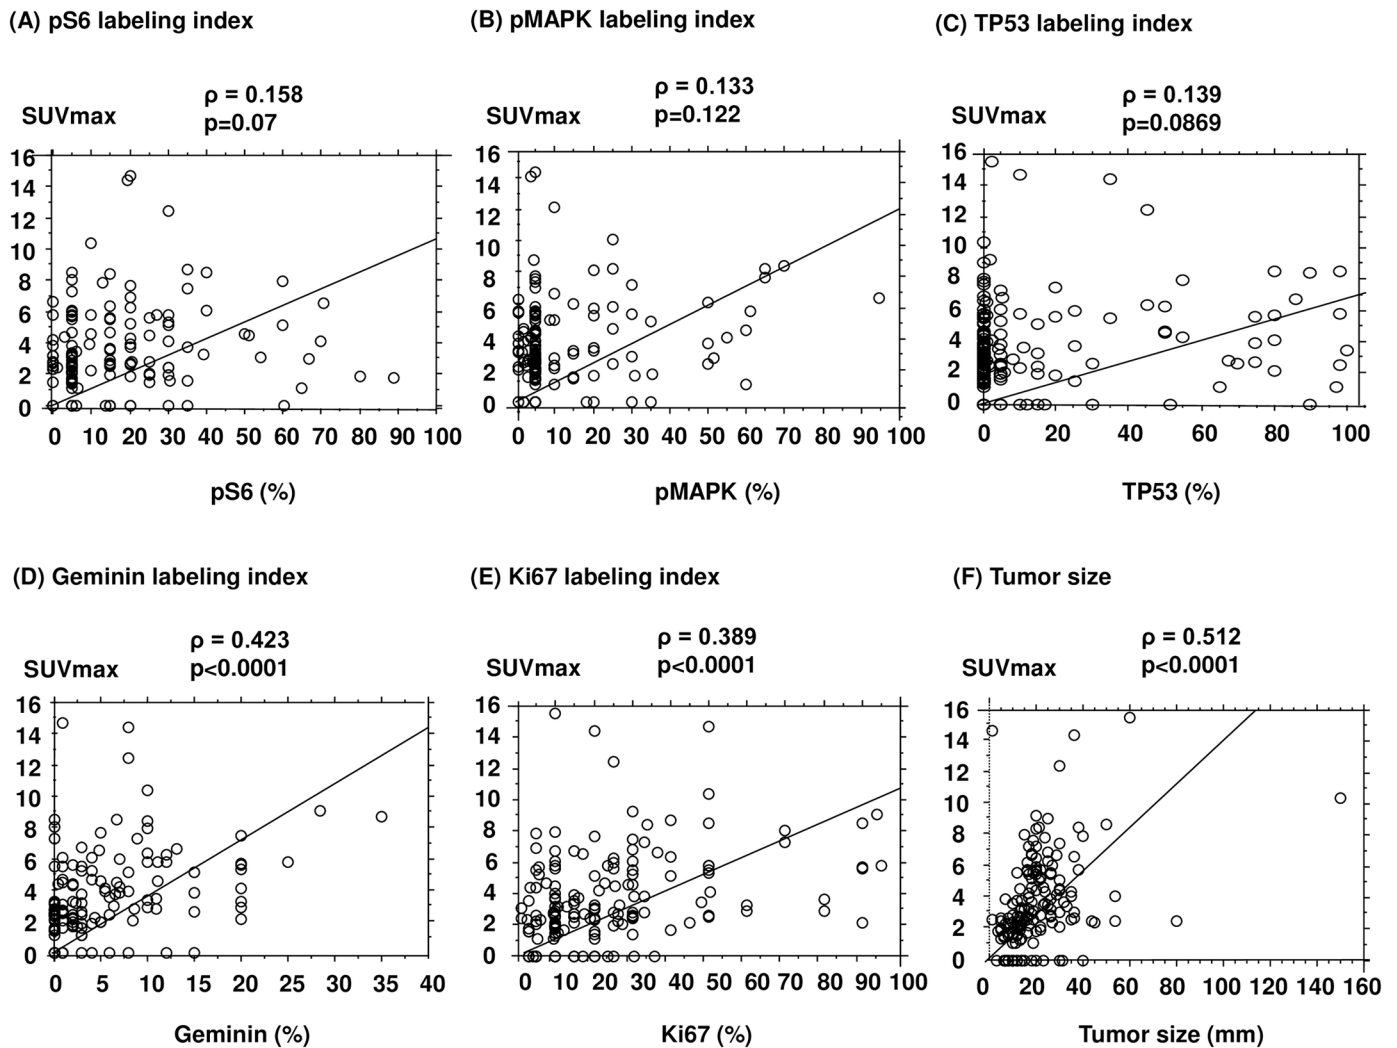 (A) pS6 labeling index
(B) pMAPK labeling index
(C) TP53 labeling index
SUVmax
ρ = 0.158
p=0.07
16
14
12
10
8
6
4
2
0
0 10 20 30 40 50 60 70 80 90 100
pS6 (%)
SUVmax
ρ = 0.133
p=0.122
16
14
12
10
8
6
4
2
0
0 10 20 30 40 50 60 70 80 90 100
pMAPK (%)
SUVmax
ρ = 0.139
p=0.0869
16
14
12
10
8
6
4
2
0
0 20 40 60 80 100
TP53 (%)
(D) Geminin labeling index
(E) Ki67 labeling index
(F) Tumor size
SUVmax
ρ = 0.423
p<0.0001
16
14
12
10
8
6
4
2
0
0 5 10 15 20 25 30 35 40
Geminin (%)
SUVmax
ρ = 0.389
p<0.0001
16
14
12
10
8
6
4
2
0
0 10 20 30 40 50 60 70 80 90 100
Ki67 (%)
SUVmax
ρ = 0.512
p<0.0001
16
14
12
10
8
6
4
2
0
0 20 40 60 80 100 120 140 160
Tumor size (mm)